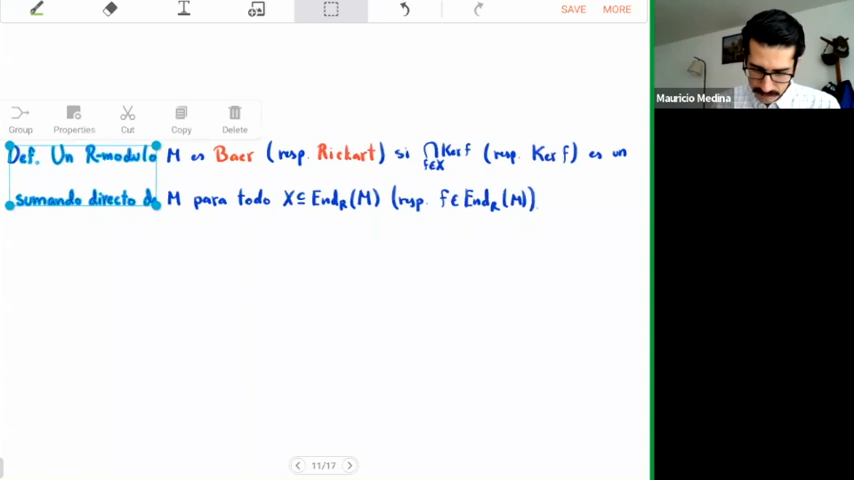 SAVE
MORE
Mauricio Medina
Group
Properties
Cut
Copy
Delete
Def. Un R-modulo M es Baer (resp. Rickart) si ⋂_{f∈X} Ker f (resp. Ker f) es un
sumando directo de M para todo X⊆End_R(M) (resp. f∈End_R(M)).
11/17